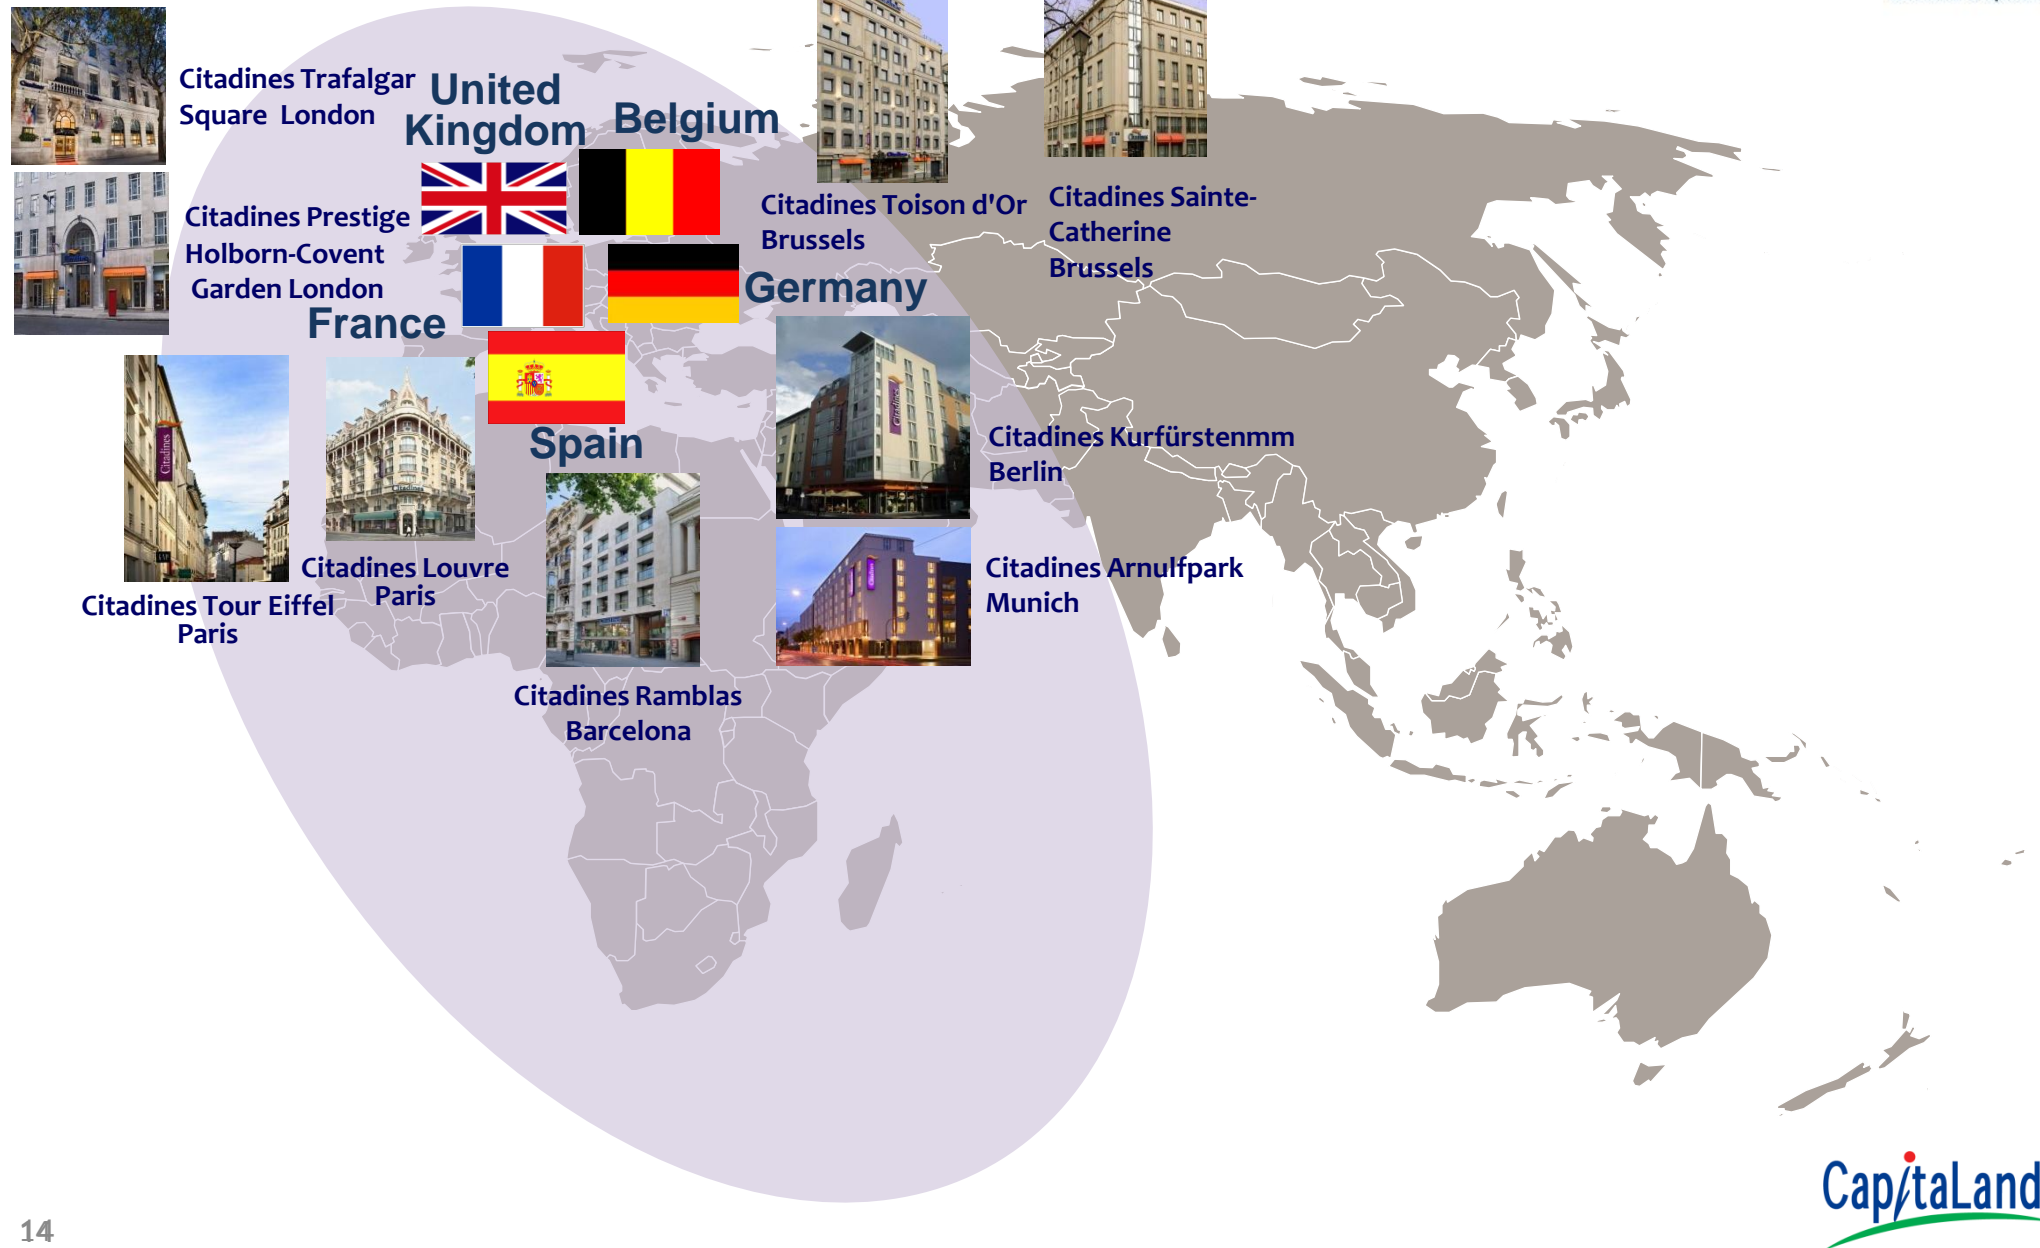 Citadines Trafalgar
Square London
United
Kingdom
Belgium
Citadines Prestige
Holborn-Covent
Garden London
Citadines Toison d'Or
Brussels
Citadines Sainte-
Catherine
Brussels
France
Germany
Spain
Citadines
Citadines
Citadines Kurfürstenmm
Berlin
Citadines Louvre
Paris
Citadines Tour Eiffel
Paris
Citadines Arnulfpark
Munich
Citadines Ramblas
Barcelona
CapitaLand
14